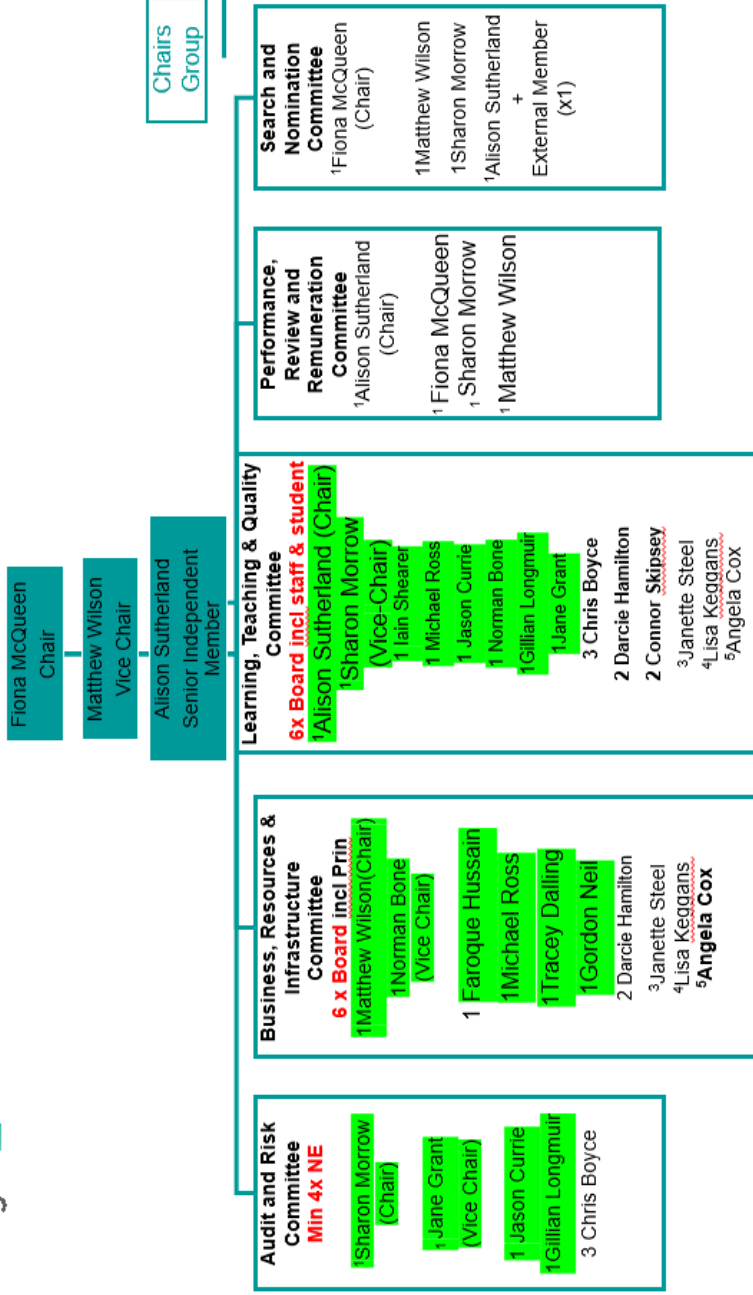 Fiona McQueen
Chair
Matthew Wilson
Vice Chair
Alison Sutherland
Senior Independent
Member
Chairs
Group
Audit and Risk
Committee
Min 4x NE
¹Sharon Morrow
(Chair)
¹ Jane Grant
(Vice Chair)
1 Jason Currie
1Gillian Longmuir
3 Chris Boyce
Business, Resources &
Infrastructure
Committee
6 x Board incl Prin
1Matthew Wilson(Chair)
1Norman Bone
(Vice Chair)
1 Faroque Hussain
1Michael Ross
1Tracey Dalling
1Gordon Neil
2 Darcie Hamilton
³Janette Steel
⁴Lisa Keggans
⁵Angela Cox
Learning, Teaching & Quality
Committee
6x Board incl staff & student
¹Alison Sutherland (Chair)
¹Sharon Morrow
(Vice-Chair)
1 Iain Shearer
1 Michael Ross
1 Jason Currie
1 Norman Bone
1Gillian Longmuir
1Jane Grant
3 Chris Boyce
2 Darcie Hamilton
2 Connor Skipsey
³Janette Steel
⁴Lisa Keggans
⁵Angela Cox
Performance,
Review and
Remuneration
Committee
¹Alison Sutherland
(Chair)
¹ Fiona McQueen
₁ Sharon Morrow
¹ Matthew Wilson
Search and
Nomination
Committee
¹Fiona McQueen
(Chair)
¹Matthew Wilson
¹Sharon Morrow
¹Alison Sutherland
+
External Member
(x1)